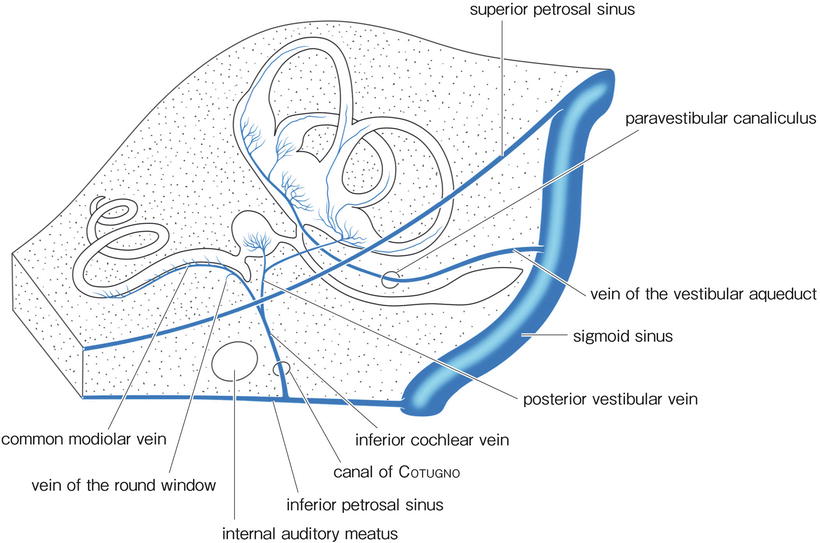 superior petrosal sinus
paravestibular canaliculus
vein of the vestibular aqueduct
sigmoid sinus
posterior vestibular vein
common modiolar vein
inferior cochlear vein
canal of COTUGNO
vein of the round window
inferior petrosal sinus
internal auditory meatus